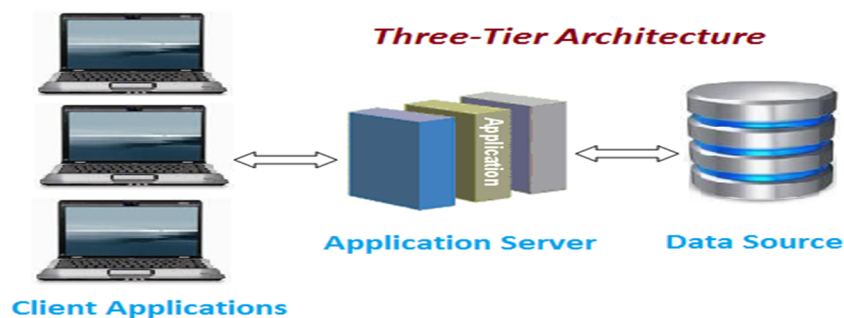 Three-Tier Architecture
Application
Application Server
Data Source
Client Applications